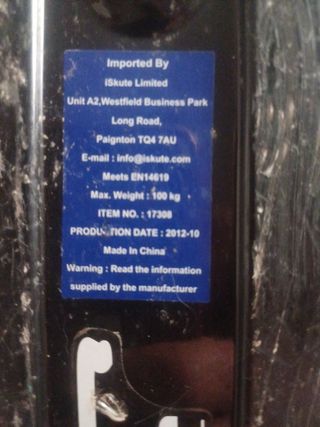 Imported By
iSkute Limited
Unit A2,Westfield Business Park
Long Road,
Paignton TQ4 7AU
E-mail : info@iskute.com
Meets EN14619
Max. Weight : 100 kg
ITEM NO. : 17308
PRODUCTION DATE : 2012-10
Made In China
Warning : Read the information
supplied by the manufacturer